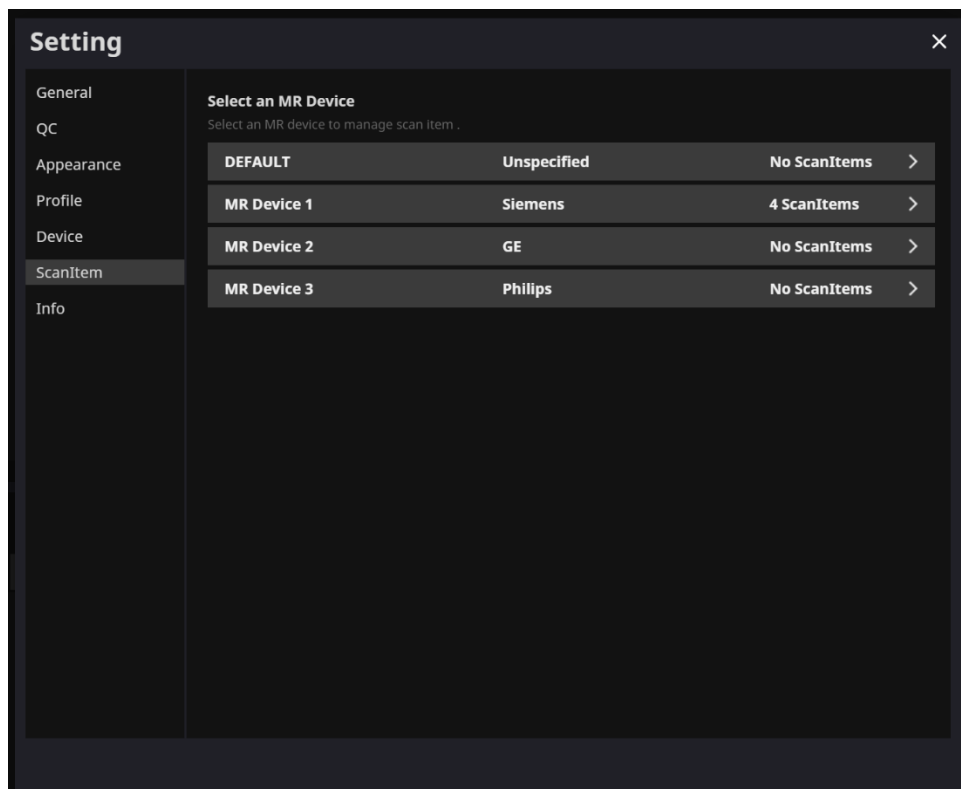 Setting
General
QC
Appearance
Profile
Device
ScanItem
Info
Select an MR Device
Select an MR device to manage scan item .
DEFAULT Unspecified No ScanItems
MR Device 1 Siemens 4 ScanItems
MR Device 2 GE No ScanItems
MR Device 3 Philips No ScanItems